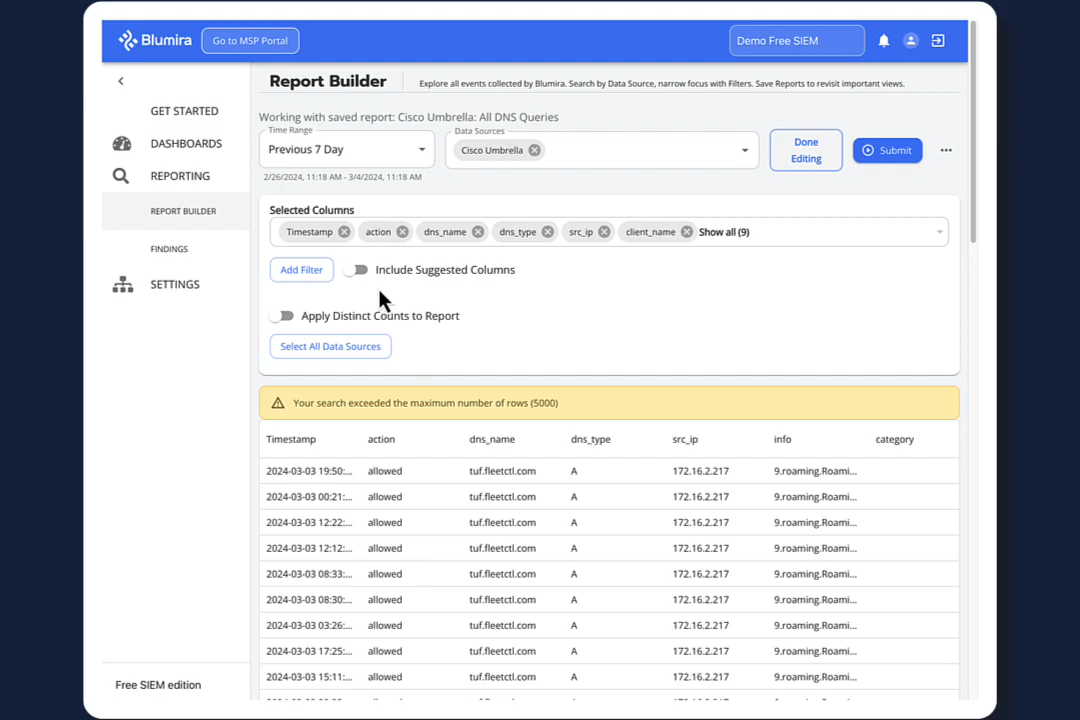 Blumira
Go to MSP Portal
Demo Free SIEM
GET STARTED
DASHBOARDS
REPORTING
REPORT BUILDER
FINDINGS
SETTINGS
Free SIEM edition
Report Builder
Explore all events collected by Blumira. Search by Data Source, narrow focus with Filters. Save Reports to revisit important views.
Working with saved report: Cisco Umbrella: All DNS Queries
Time Range
Previous 7 Day
2/26/2024, 11:18 AM - 3/4/2024, 11:18 AM
Data Sources
Cisco Umbrella
Done
Editing
Submit
Selected Columns
Timestamp action dns_name dns_type src_ip client_name Show all (9)
Add Filter Include Suggested Columns
Apply Distinct Counts to Report
Select All Data Sources
Your search exceeded the maximum number of rows (5000)
Timestamp action dns_name dns_type src_ip info category
2024-03-03 19:50:... allowed tuf.fleetctl.com A 172.16.2.217 9.roaming.Roami...
2024-03-03 00:21:... allowed tuf.fleetctl.com A 172.16.2.217 9.roaming.Roami...
2024-03-03 12:22:... allowed tuf.fleetctl.com A 172.16.2.217 9.roaming.Roami...
2024-03-03 12:12:... allowed tuf.fleetctl.com A 172.16.2.217 9.roaming.Roami...
2024-03-03 08:33:... allowed tuf.fleetctl.com A 172.16.2.217 9.roaming.Roami...
2024-03-03 08:30:... allowed tuf.fleetctl.com A 172.16.2.217 9.roaming.Roami...
2024-03-03 03:26:... allowed tuf.fleetctl.com A 172.16.2.217 9.roaming.Roami...
2024-03-03 17:25:... allowed tuf.fleetctl.com A 172.16.2.217 9.roaming.Roami...
2024-03-03 15:11:... allowed tuf.fleetctl.com A 172.16.2.217 9.roaming.Roami...